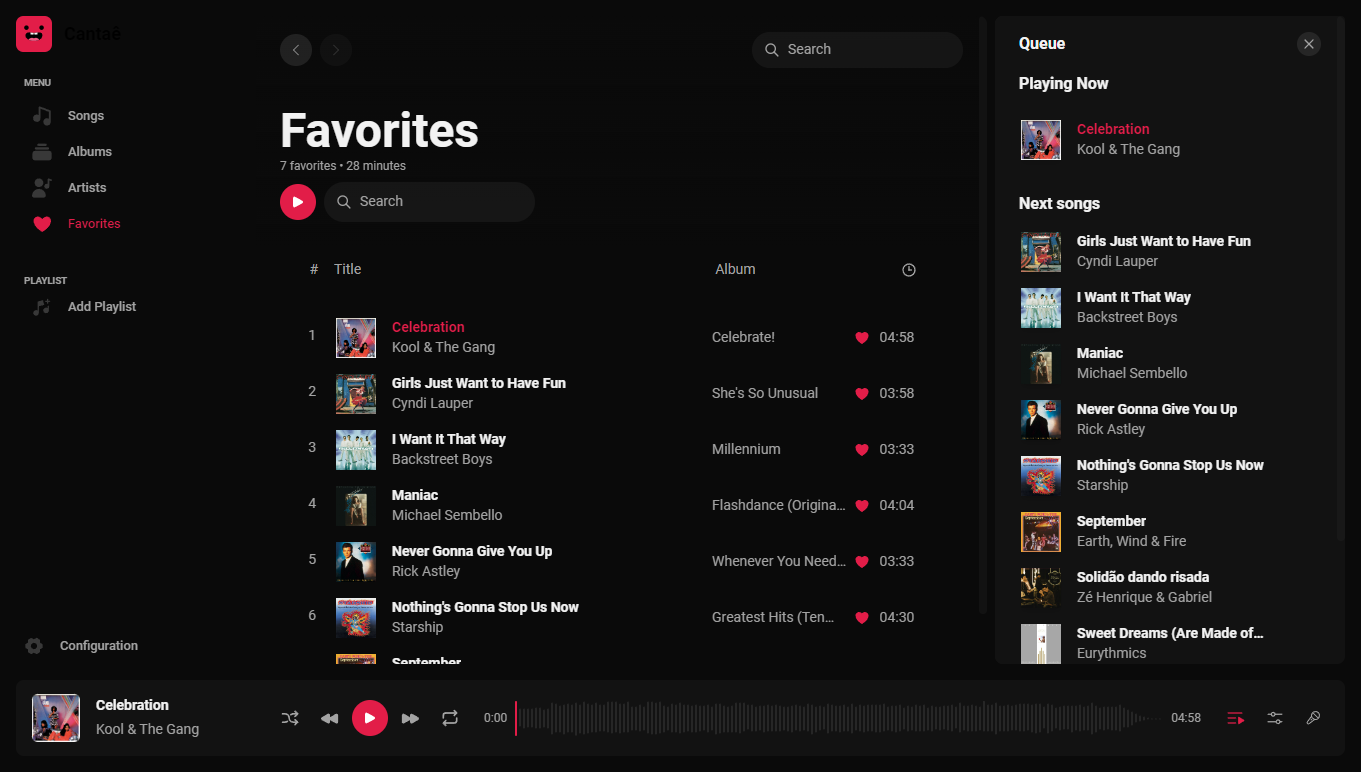 Cantaê
MENU
Songs
Albums
Artists
Favorites
PLAYLIST
Add Playlist
Configuration
Search
Favorites
7 favorites • 28 minutes
Search
# Title Album
1 Celebration Celebrate! 04:58
Kool & The Gang
2 Girls Just Want to Have Fun She's So Unusual 03:58
Cyndi Lauper
3 I Want It That Way Millennium 03:33
Backstreet Boys
4 Maniac Flashdance (Origina... 04:04
Michael Sembello
5 Never Gonna Give You Up Whenever You Need... 03:33
Rick Astley
6 Nothing's Gonna Stop Us Now Greatest Hits (Ten... 04:30
Starship
September
Queue
Playing Now
Celebration
Kool & The Gang
Next songs
Girls Just Want to Have Fun
Cyndi Lauper
I Want It That Way
Backstreet Boys
Maniac
Michael Sembello
Never Gonna Give You Up
Rick Astley
Nothing's Gonna Stop Us Now
Starship
September
Earth, Wind & Fire
Solidão dando risada
Zé Henrique & Gabriel
Sweet Dreams (Are Made of...
Eurythmics
Celebration
Kool & The Gang
0:00 04:58